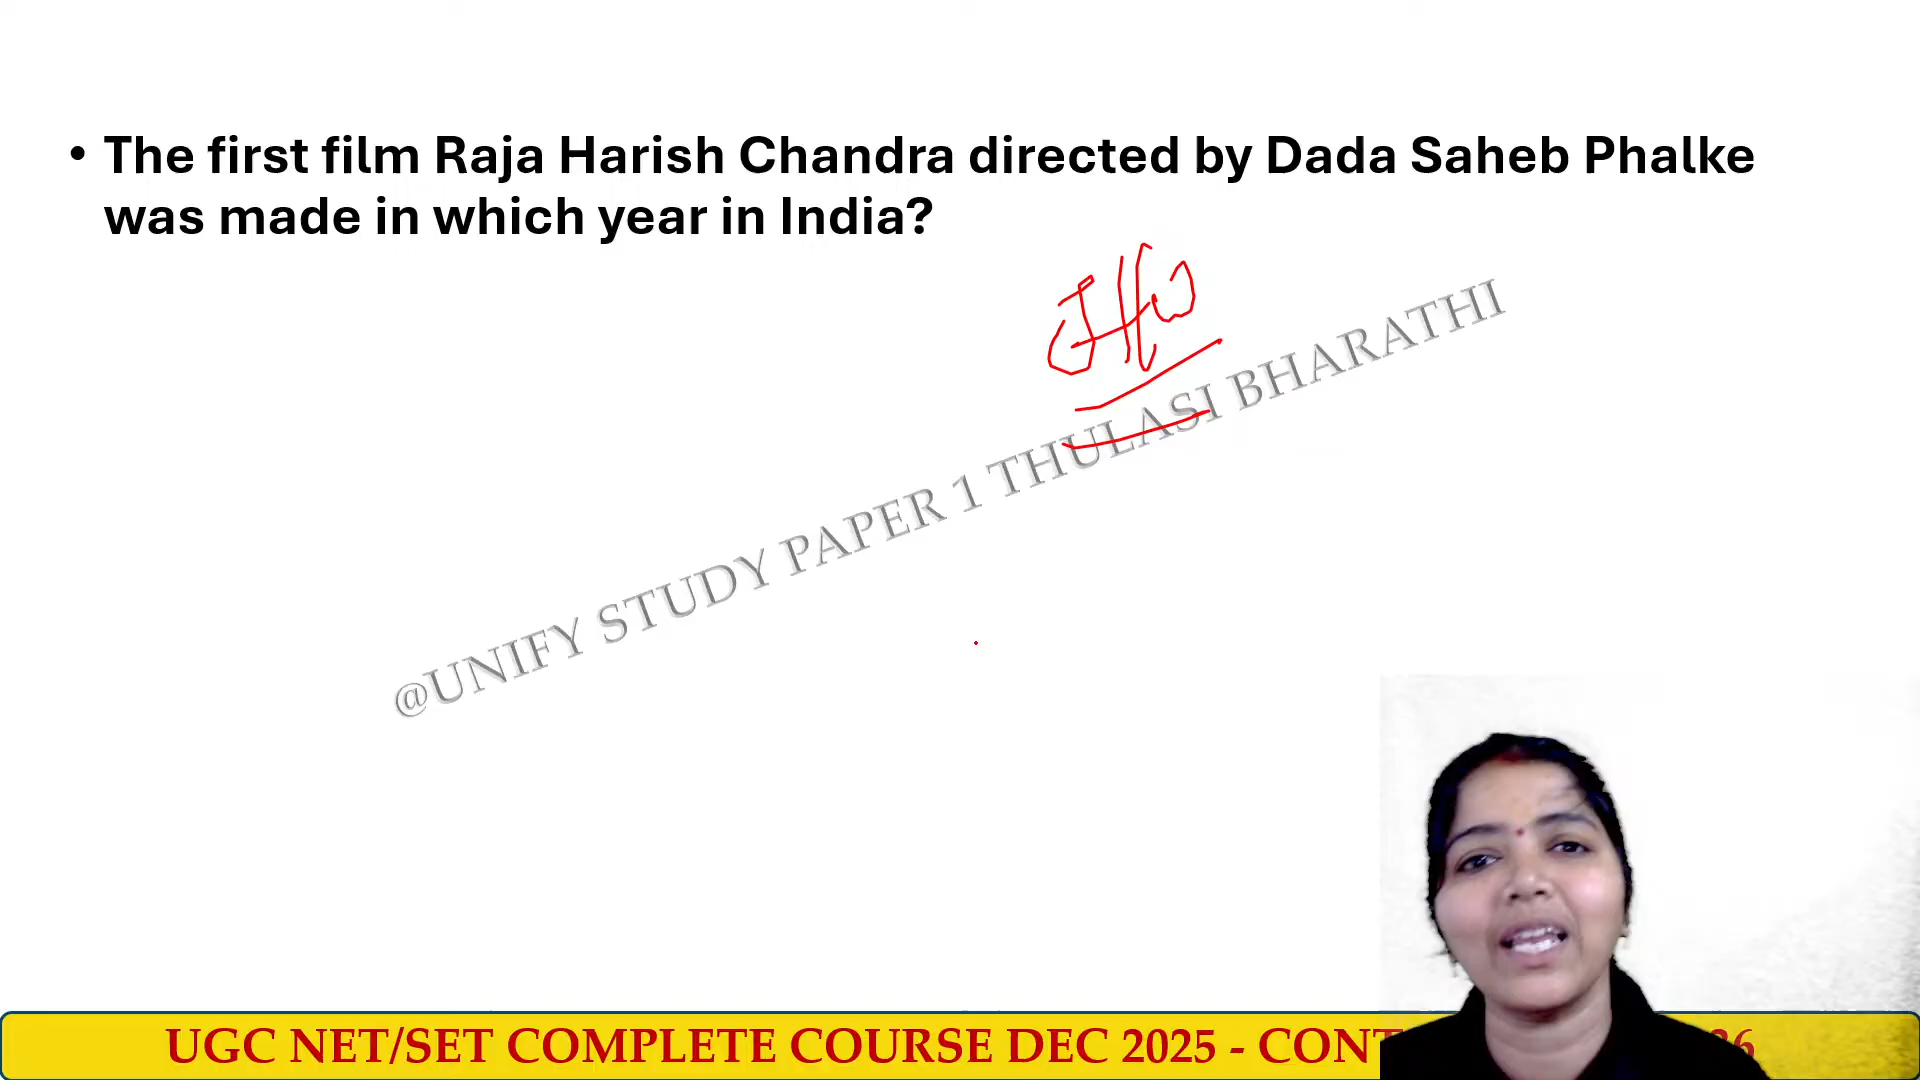 • The first film Raja Harish Chandra directed by Dada Saheb Phalke
was made in which year in India?
@UNIFY STUDY PAPER 1 THULASI BHARATHI
UGC NET/SET COMPLETE COURSE DEC 2025 - CONT